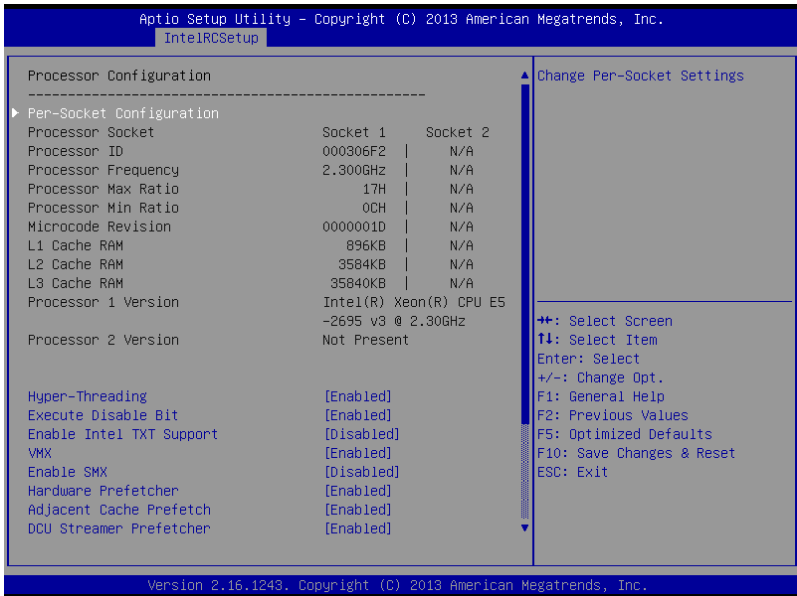 Aptio Setup Utility – Copyright (C) 2013 American Megatrends, Inc.
IntelRCSetup
Processor Configuration
--------------------------------------------------
Per-Socket Configuration
Processor Socket Socket 1 Socket 2
Processor ID 000306F2 | N/A
Processor Frequency 2.300GHz | N/A
Processor Max Ratio 17H | N/A
Processor Min Ratio 0CH | N/A
Microcode Revision 0000001D | N/A
L1 Cache RAM 896KB | N/A
L2 Cache RAM 3584KB | N/A
L3 Cache RAM 35840KB | N/A
Processor 1 Version Intel(R) Xeon(R) CPU E5
-2695 v3 @ 2.30GHz
Processor 2 Version Not Present
Hyper-Threading [Enabled]
Execute Disable Bit [Enabled]
Enable Intel TXT Support [Disabled]
VMX [Enabled]
Enable SMX [Disabled]
Hardware Prefetcher [Enabled]
Adjacent Cache Prefetch [Enabled]
DCU Streamer Prefetcher [Enabled]
Change Per-Socket Settings
→←: Select Screen
↑↓: Select Item
Enter: Select
+/-: Change Opt.
F1: General Help
F2: Previous Values
F5: Optimized Defaults
F10: Save Changes & Reset
ESC: Exit
Version 2.16.1243. Copyright (C) 2013 American Megatrends, Inc.